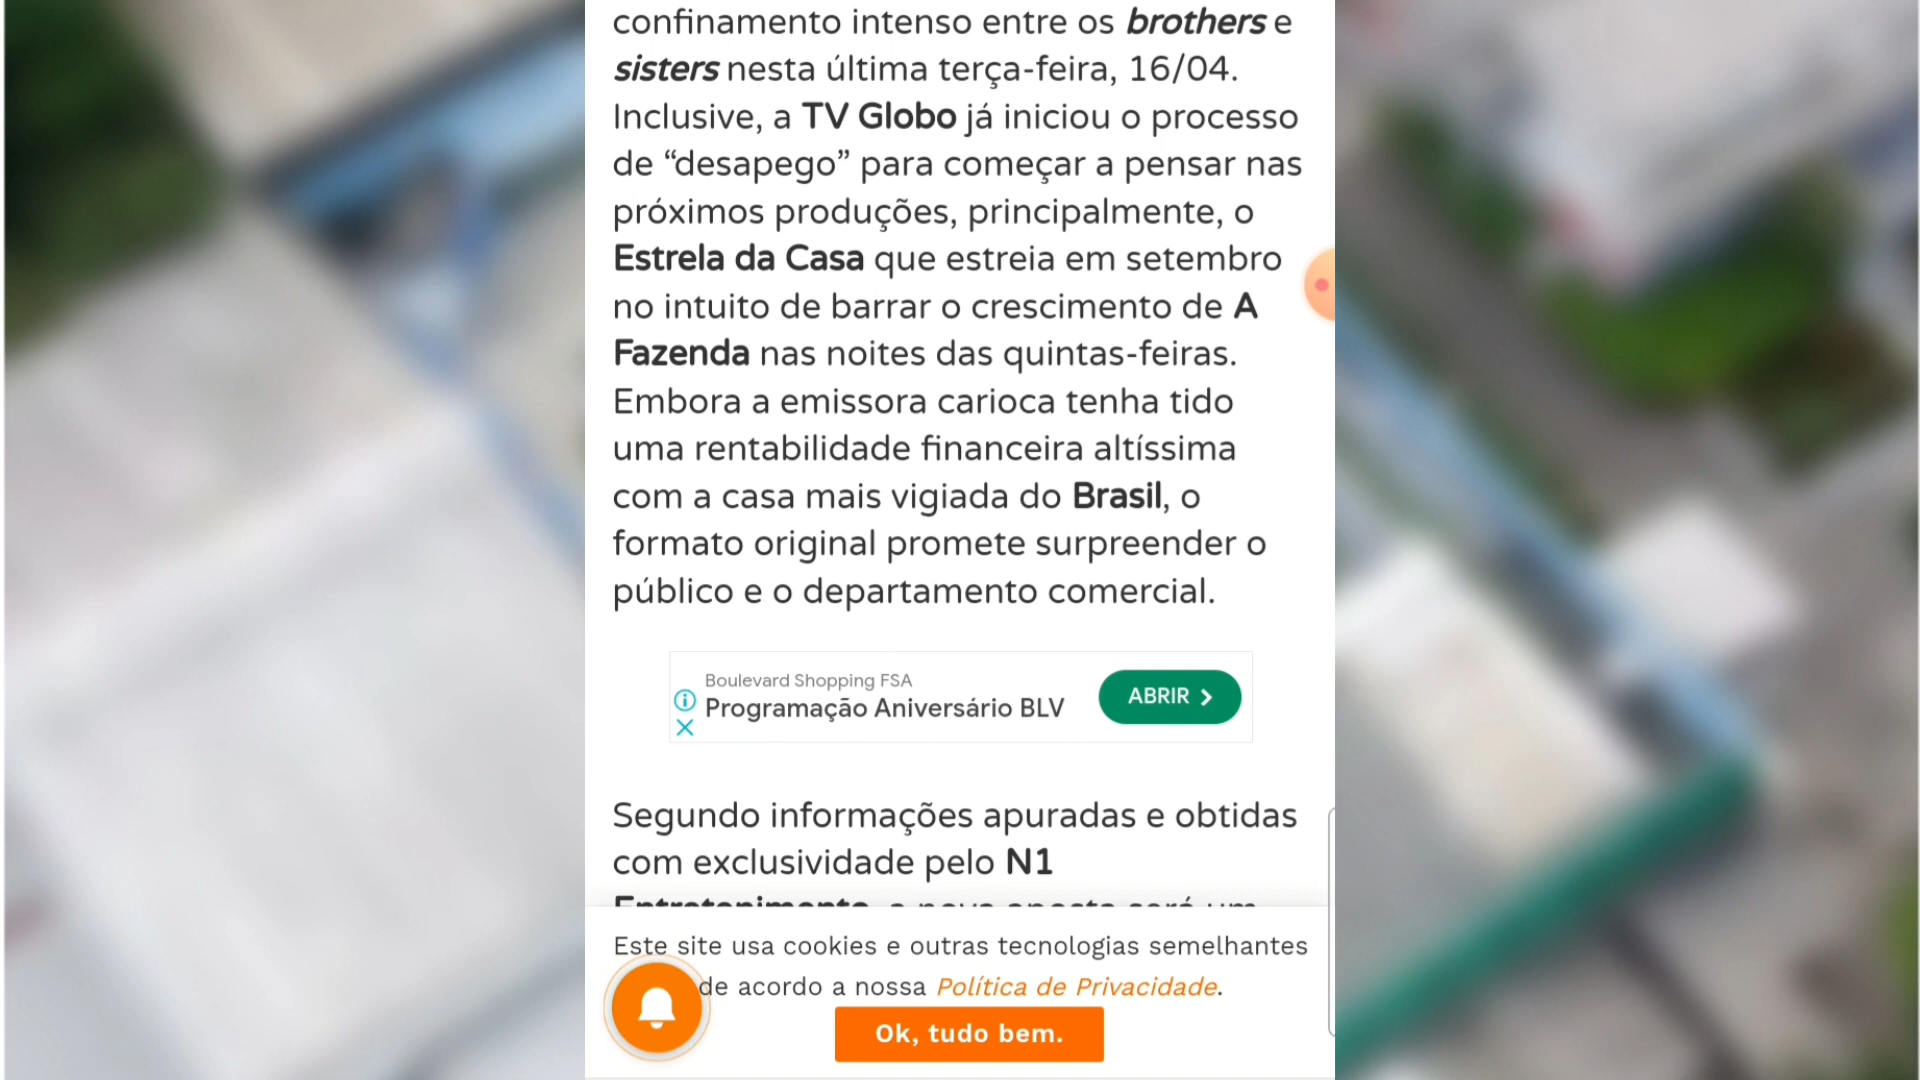 confinamento intenso entre os brothers e
sisters nesta última terça-feira, 16/04.
Inclusive, a TV Globo já iniciou o processo
de “desapego” para começar a pensar nas
próximos produções, principalmente, o
Estrela da Casa que estreia em setembro
no intuito de barrar o crescimento de A
Fazenda nas noites das quintas-feiras.
Embora a emissora carioca tenha tido
uma rentabilidade financeira altíssima
com a casa mais vigiada do Brasil, o
formato original promete surpreender o
público e o departamento comercial.
Boulevard Shopping FSA
Programação Aniversário BLV
ABRIR
Segundo informações apuradas e obtidas
com exclusividade pelo N1
Entretenimento, a nova aposta será um
Este site usa cookies e outras tecnologias semelhantes
de acordo a nossa Política de Privacidade.
Ok, tudo bem.